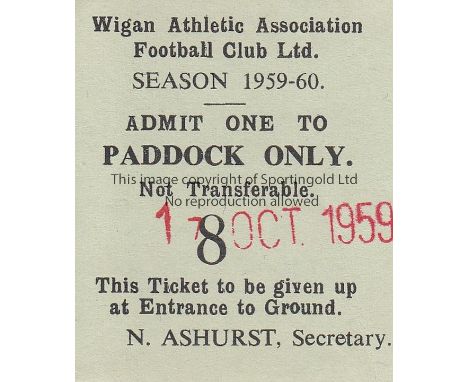 Wigan Athletic Association
Football Club Ltd.
SEASON 1959-60.
ADMIT ONE TO
PADDOCK ONLY.
This image copyright of Sportingold Ltd
Not Transferable.
No reproduction allowed
17 OCT. 1959
8
This Ticket to be given up
at Entrance to Ground.
N. ASHURST, Secretary.